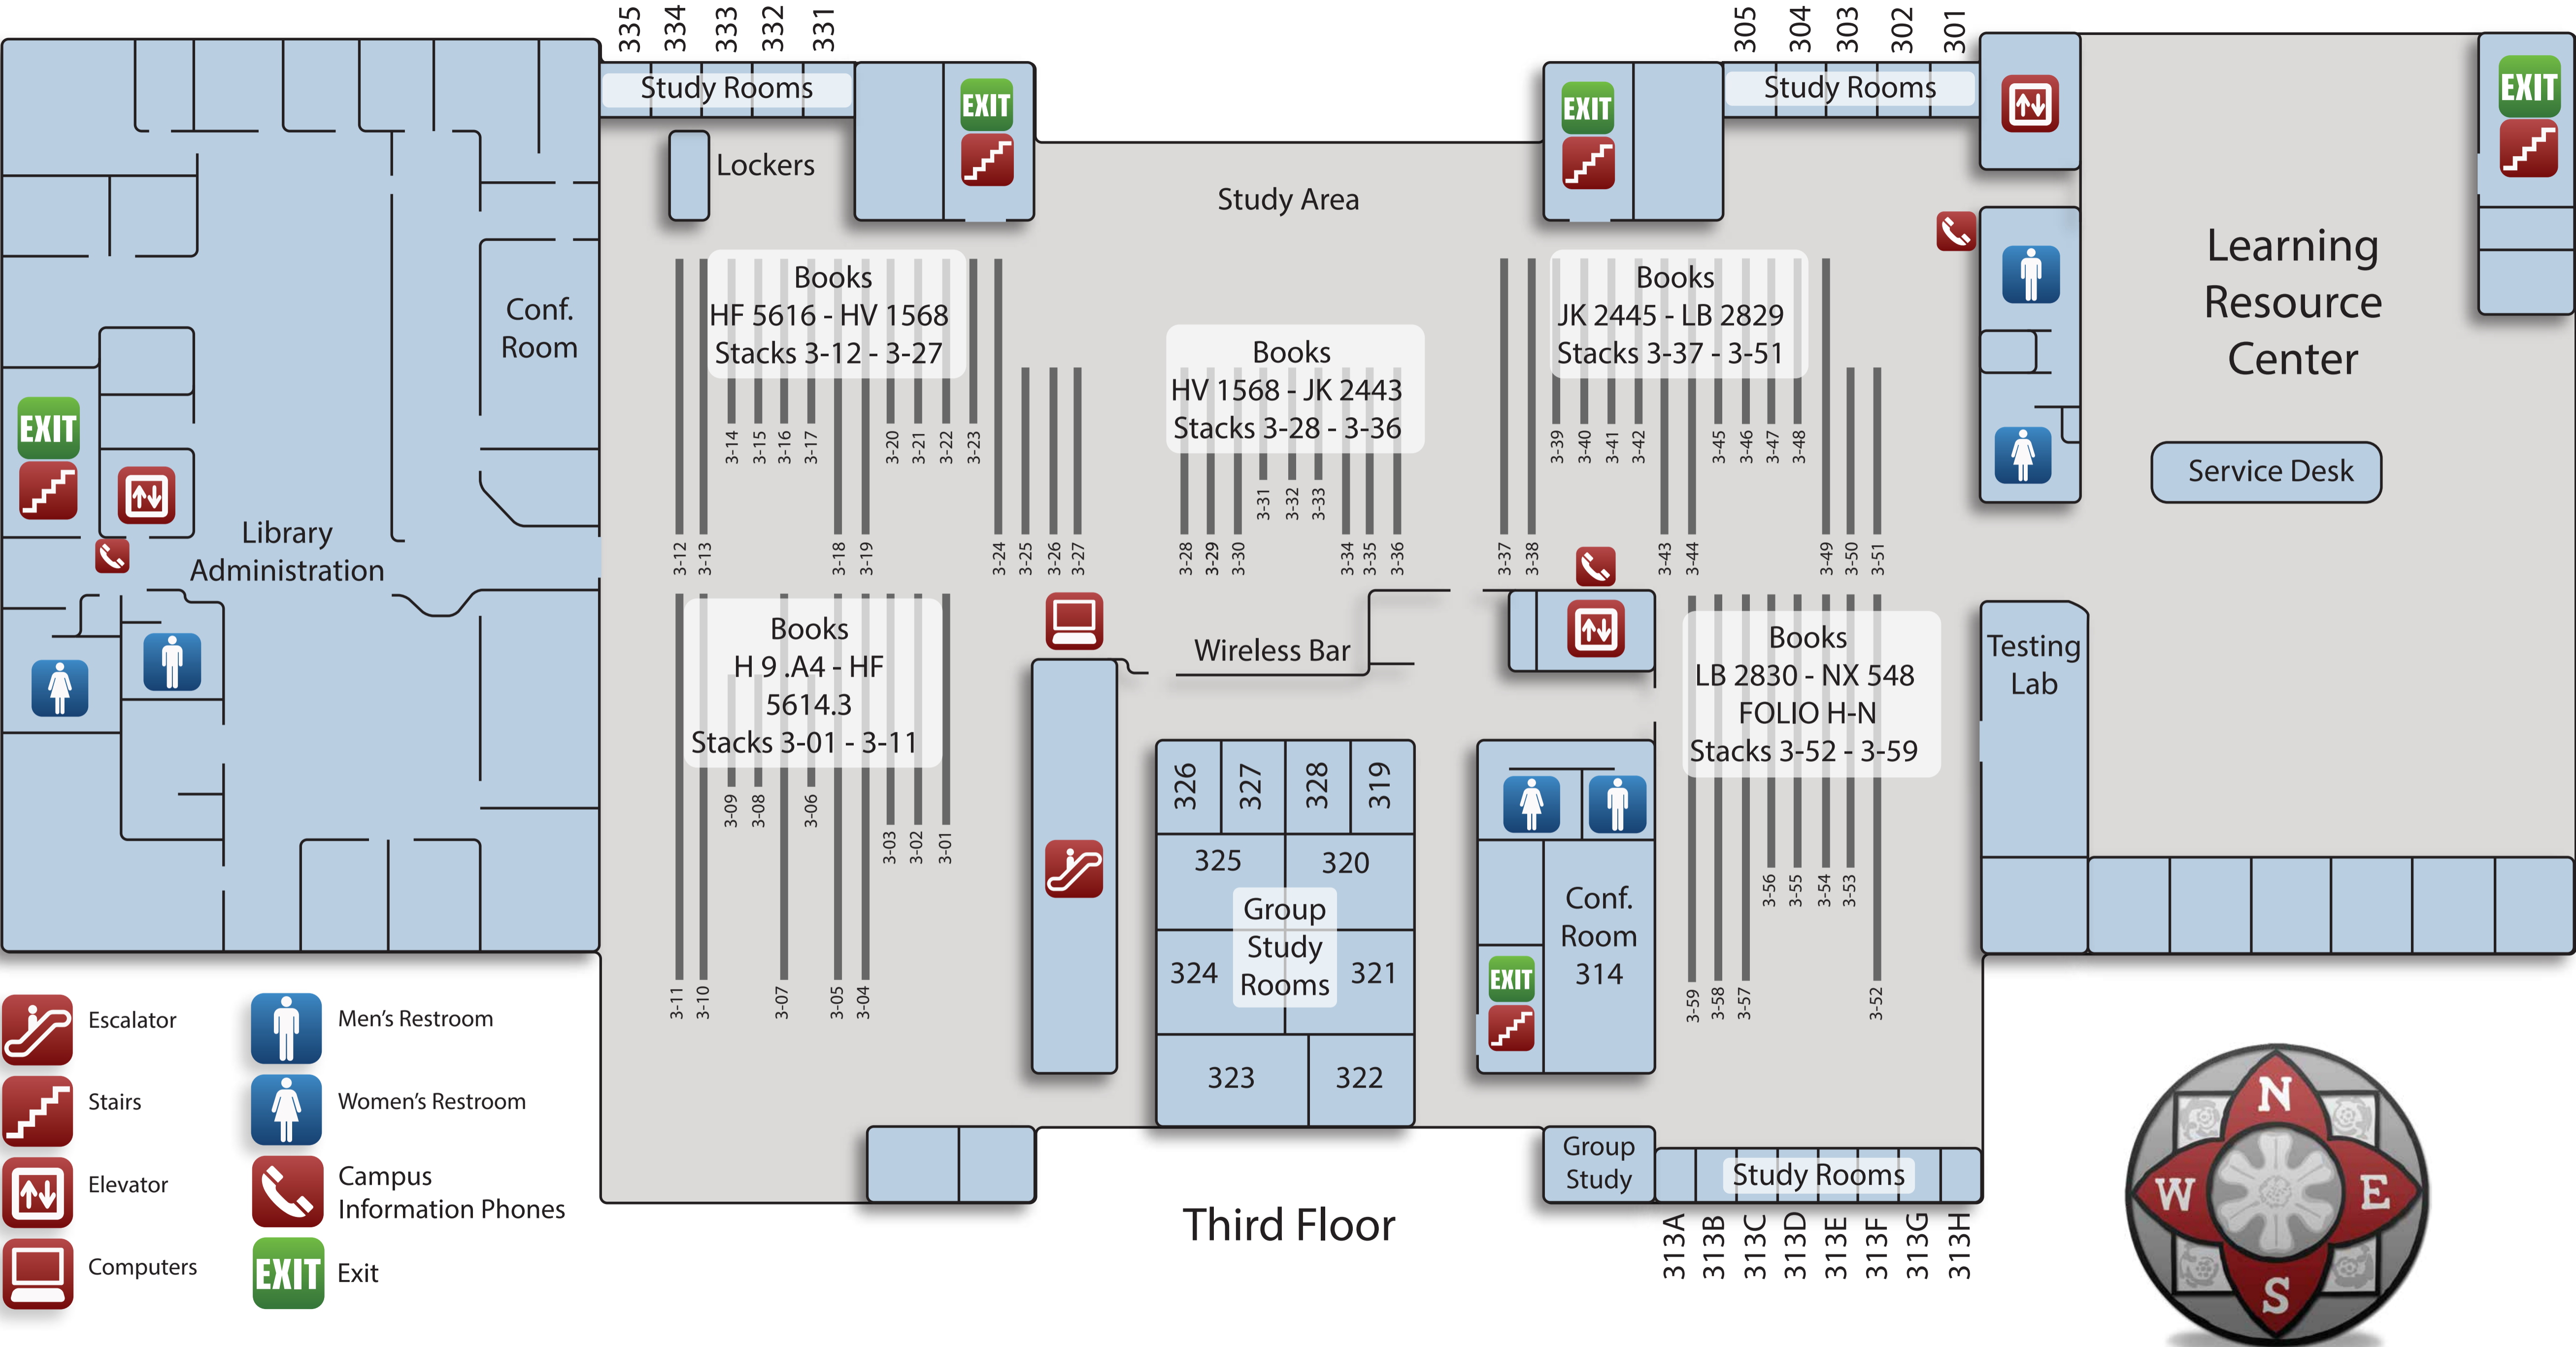 335
334
333
332
331
305
304
303
302
301
Study Rooms
EXIT
EXIT
Study Rooms
EXIT
Lockers
Study Area
Learning
Resource
Center
Conf.
Room
Books
HF 5616 - HV 1568
Stacks 3-12 - 3-27
Books
HV 1568 - JK 2443
Stacks 3-28 - 3-36
Books
JK 2445 - LB 2829
Stacks 3-37 - 3-51
EXIT
3-14
3-15
3-16
3-17
3-20
3-21
3-22
3-23
3-39
3-40
3-41
3-42
3-45
3-46
3-47
3-48
Service Desk
3-31
3-32
3-33
Library
Administration
3-12
3-13
3-18
3-19
3-24
3-25
3-26
3-27
3-28
3-29
3-30
3-34
3-35
3-36
3-37
3-38
3-43
3-44
3-49
3-50
3-51
Books
H 9 .A4 - HF
5614.3
Stacks 3-01 - 3-11
Wireless Bar
Books
LB 2830 - NX 548
FOLIO H-N
Stacks 3-52 - 3-59
Testing
Lab
3-09
3-08
3-06
3-03
3-02
3-01
326
327
328
319
325
320
Group
Study
Rooms
324
321
323
322
Conf.
Room
314
EXIT
3-56
3-55
3-54
3-53
3-11
3-10
3-07
3-05
3-04
3-59
3-58
3-57
3-52
Group
Study
Study Rooms
313A
313B
313C
313D
313E
313F
313G
313H
Third Floor
Escalator
Men's Restroom
Stairs
Women's Restroom
Elevator
Campus
Information Phones
Computers
EXIT
Exit
N
W
E
S